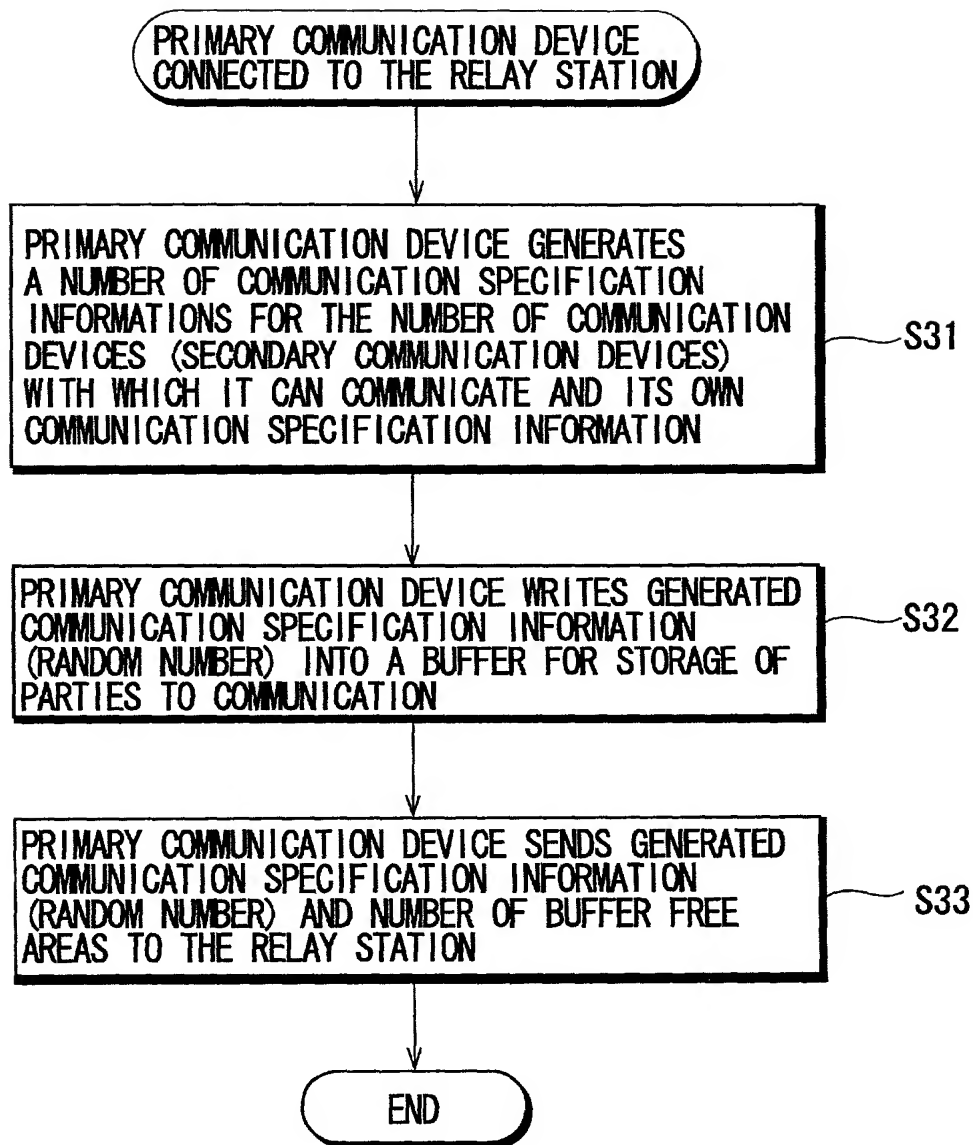 PRIMARY COMMUNICATION DEVICE
CONNECTED TO THE RELAY STATION
PRIMARY COMMUNICATION DEVICE GENERATES
A NUMBER OF COMMUNICATION SPECIFICATION
INFORMATIONS FOR THE NUMBER OF COMMUNICATION
DEVICES (SECONDARY COMMUNICATION DEVICES)
WITH WHICH IT CAN COMMUNICATE AND ITS OWN
COMMUNICATION SPECIFICATION INFORMATION
S31
PRIMARY COMMUNICATION DEVICE WRITES GENERATED
COMMUNICATION SPECIFICATION INFORMATION
(RANDOM NUMBER) INTO A BUFFER FOR STORAGE OF
PARTIES TO COMMUNICATION
S32
PRIMARY COMMUNICATION DEVICE SENDS GENERATED
COMMUNICATION SPECIFICATION INFORMATION
(RANDOM NUMBER) AND NUMBER OF BUFFER FREE
AREAS TO THE RELAY STATION
S33
END